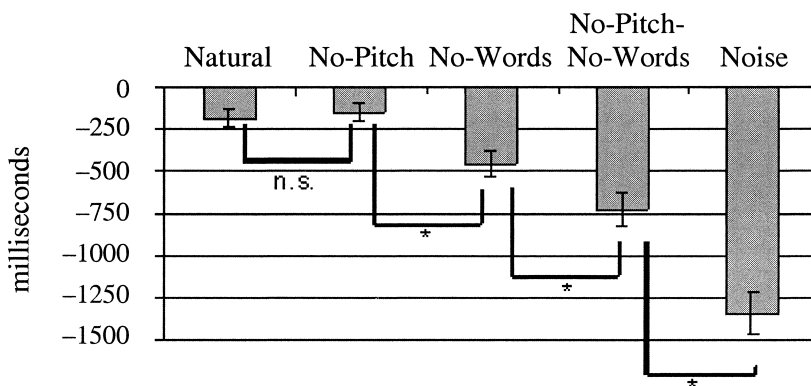 No-Pitch-
Natural No-Pitch No-Words No-Words Noise
0
−250
−500
−750
−1000
−1250
−1500
milliseconds
n.s.
*
*
*